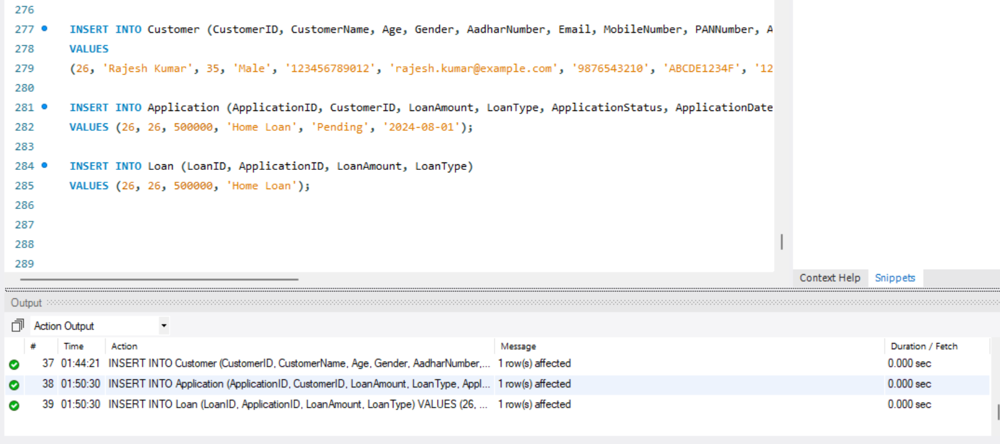 276
277 INSERT INTO Customer (CustomerID, CustomerName, Age, Gender, AadharNumber, Email, MobileNumber, PANNumber, A
278 VALUES
279 (26, 'Rajesh Kumar', 35, 'Male', '123456789012', 'rajesh.kumar@example.com', '9876543210', 'ABCDE1234F', '12
280
281 INSERT INTO Application (ApplicationID, CustomerID, LoanAmount, LoanType, ApplicationStatus, ApplicationDate
282 VALUES (26, 26, 500000, 'Home Loan', 'Pending', '2024-08-01');
283
284 INSERT INTO Loan (LoanID, ApplicationID, LoanAmount, LoanType)
285 VALUES (26, 26, 500000, 'Home Loan');
286
287
288
289
Context Help Snippets
Output
Action Output
# Time Action Message Duration / Fetch
37 01:44:21 INSERT INTO Customer (CustomerID, CustomerName, Age, Gender, AadharNumber,... 1 row(s) affected 0.000 sec
38 01:50:30 INSERT INTO Application (ApplicationID, CustomerID, LoanAmount, LoanType, Appl... 1 row(s) affected 0.000 sec
39 01:50:30 INSERT INTO Loan (LoanID, ApplicationID, LoanAmount, LoanType) VALUES (26, ... 1 row(s) affected 0.000 sec